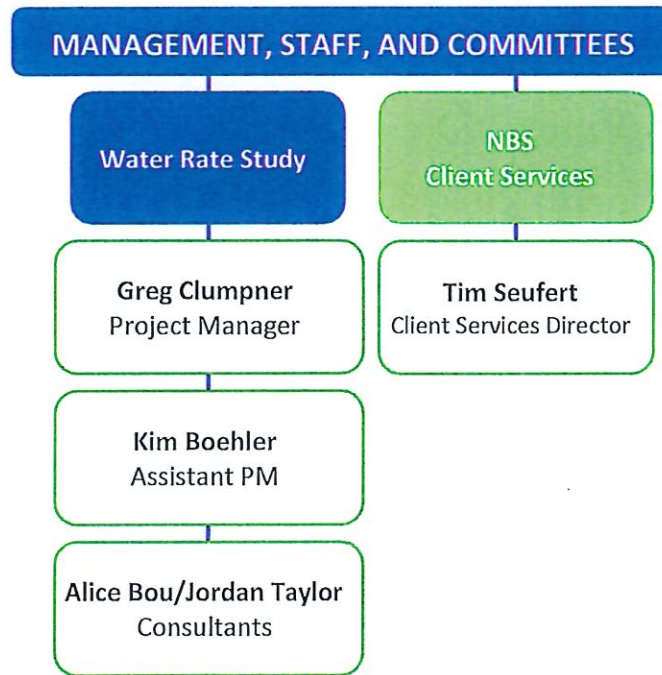 MANAGEMENT, STAFF, AND COMMITTEES
Water Rate Study
Greg Clumpner
Project Manager
Kim Boehler
Assistant PM
Alice Bou/Jordan Taylor
Consultants
NBS
Client Services
Tim Seufert
Client Services Director